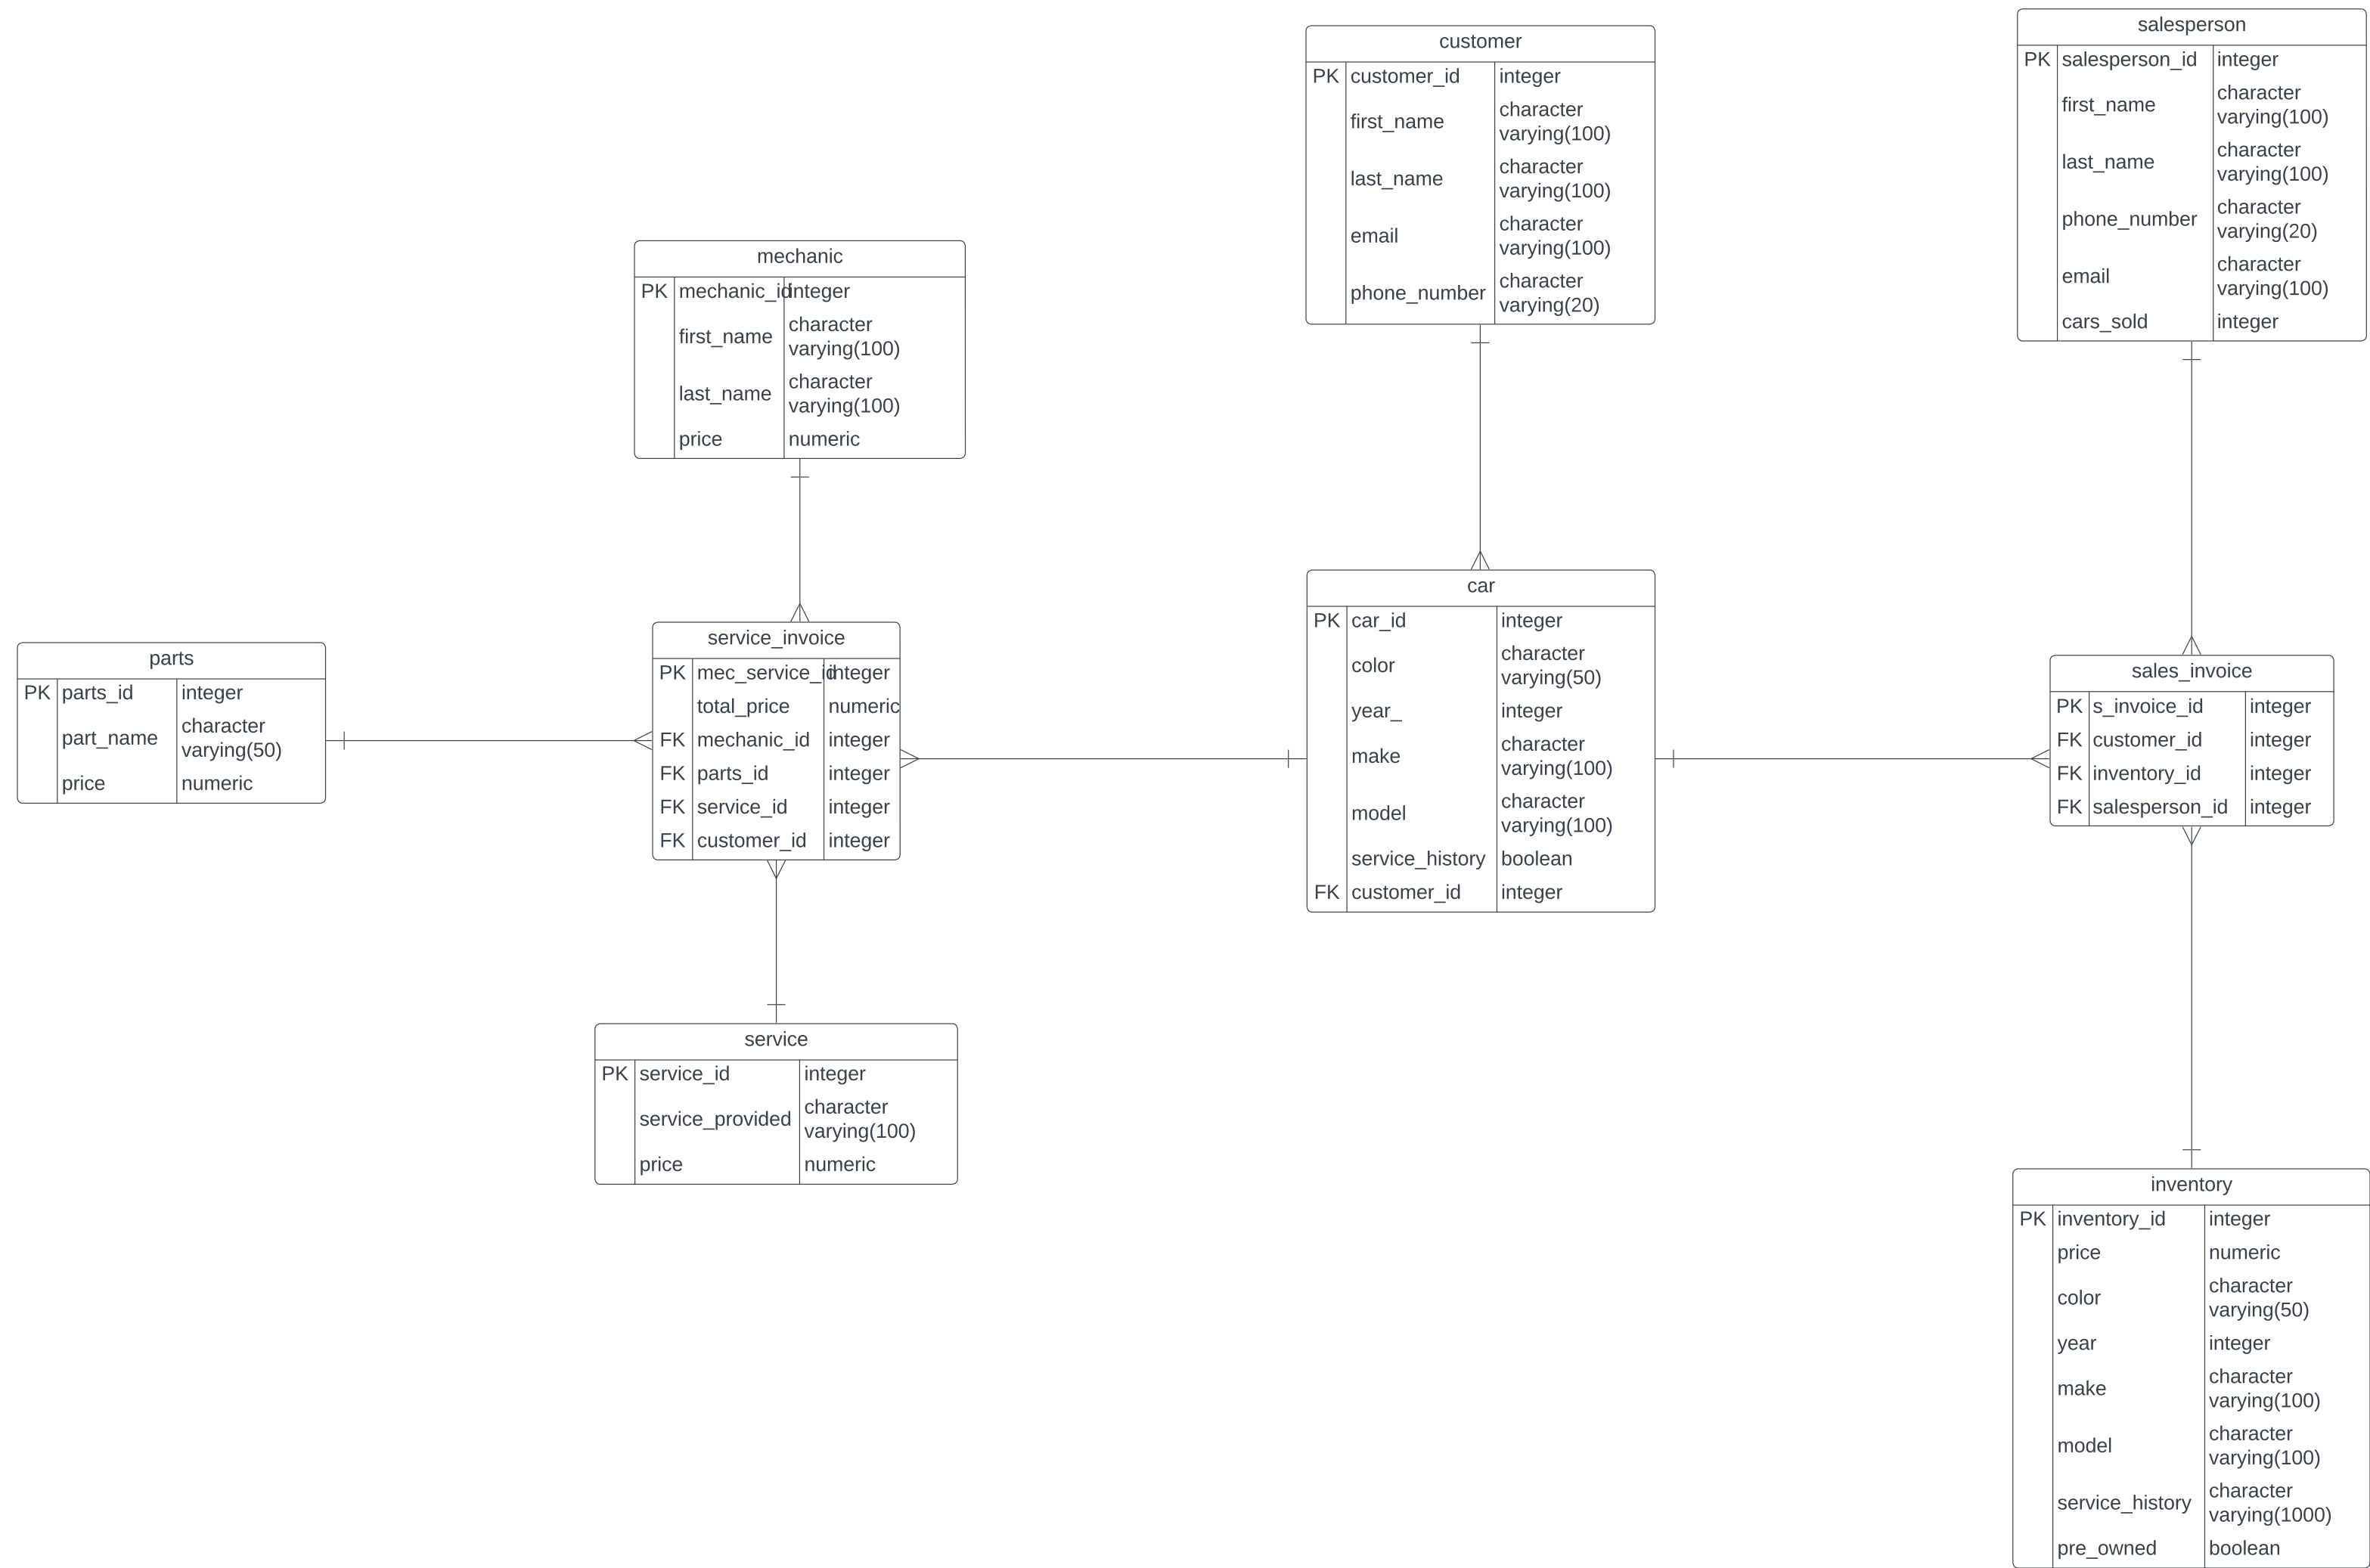 customer
PK customer_id integer
first_name character
varying(100)
last_name character
varying(100)
email character
varying(100)
phone_number character
varying(20)
salesperson
PK salesperson_id integer
first_name character
varying(100)
last_name character
varying(100)
phone_number character
varying(20)
email character
varying(100)
cars_sold integer
mechanic
PK mechanic_id integer
first_name character
varying(100)
last_name character
varying(100)
price numeric
parts
PK parts_id integer
part_name character
varying(50)
price numeric
service_invoice
PK mec_service_id integer
total_price numeric
FK mechanic_id integer
FK parts_id integer
FK service_id integer
FK customer_id integer
car
PK car_id integer
color character
varying(50)
year_ integer
make character
varying(100)
model character
varying(100)
service_history boolean
FK customer_id integer
sales_invoice
PK s_invoice_id integer
FK customer_id integer
FK inventory_id integer
FK salesperson_id integer
service
PK service_id integer
service_provided character
varying(100)
price numeric
inventory
PK inventory_id integer
price numeric
color character
varying(50)
year integer
make character
varying(100)
model character
varying(100)
service_history character
varying(1000)
pre_owned boolean